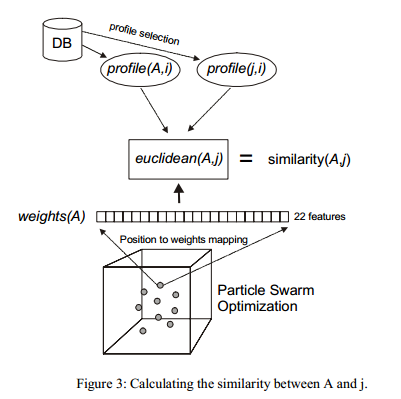 profile selection
DB
profile(A,i)
profile(j,i)
euclidean(A,j)
=
similarity(A,j)
weights(A)
22 features
Position to weights mapping
Particle Swarm
Optimization
Figure 3: Calculating the similarity between A and j.